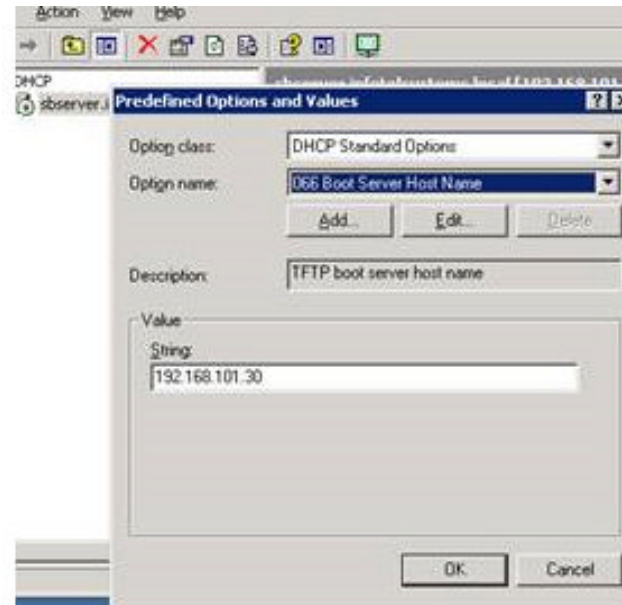 Action View Help
DHCP
sbserver.i
Predefined Options and Values
Option class:
DHCP Standard Options
Option name:
066 Boot Server Host Name
Add...
Edit...
Delete
Description:
TFTP boot server host name
Value
String:
192.168.101.30
OK
Cancel